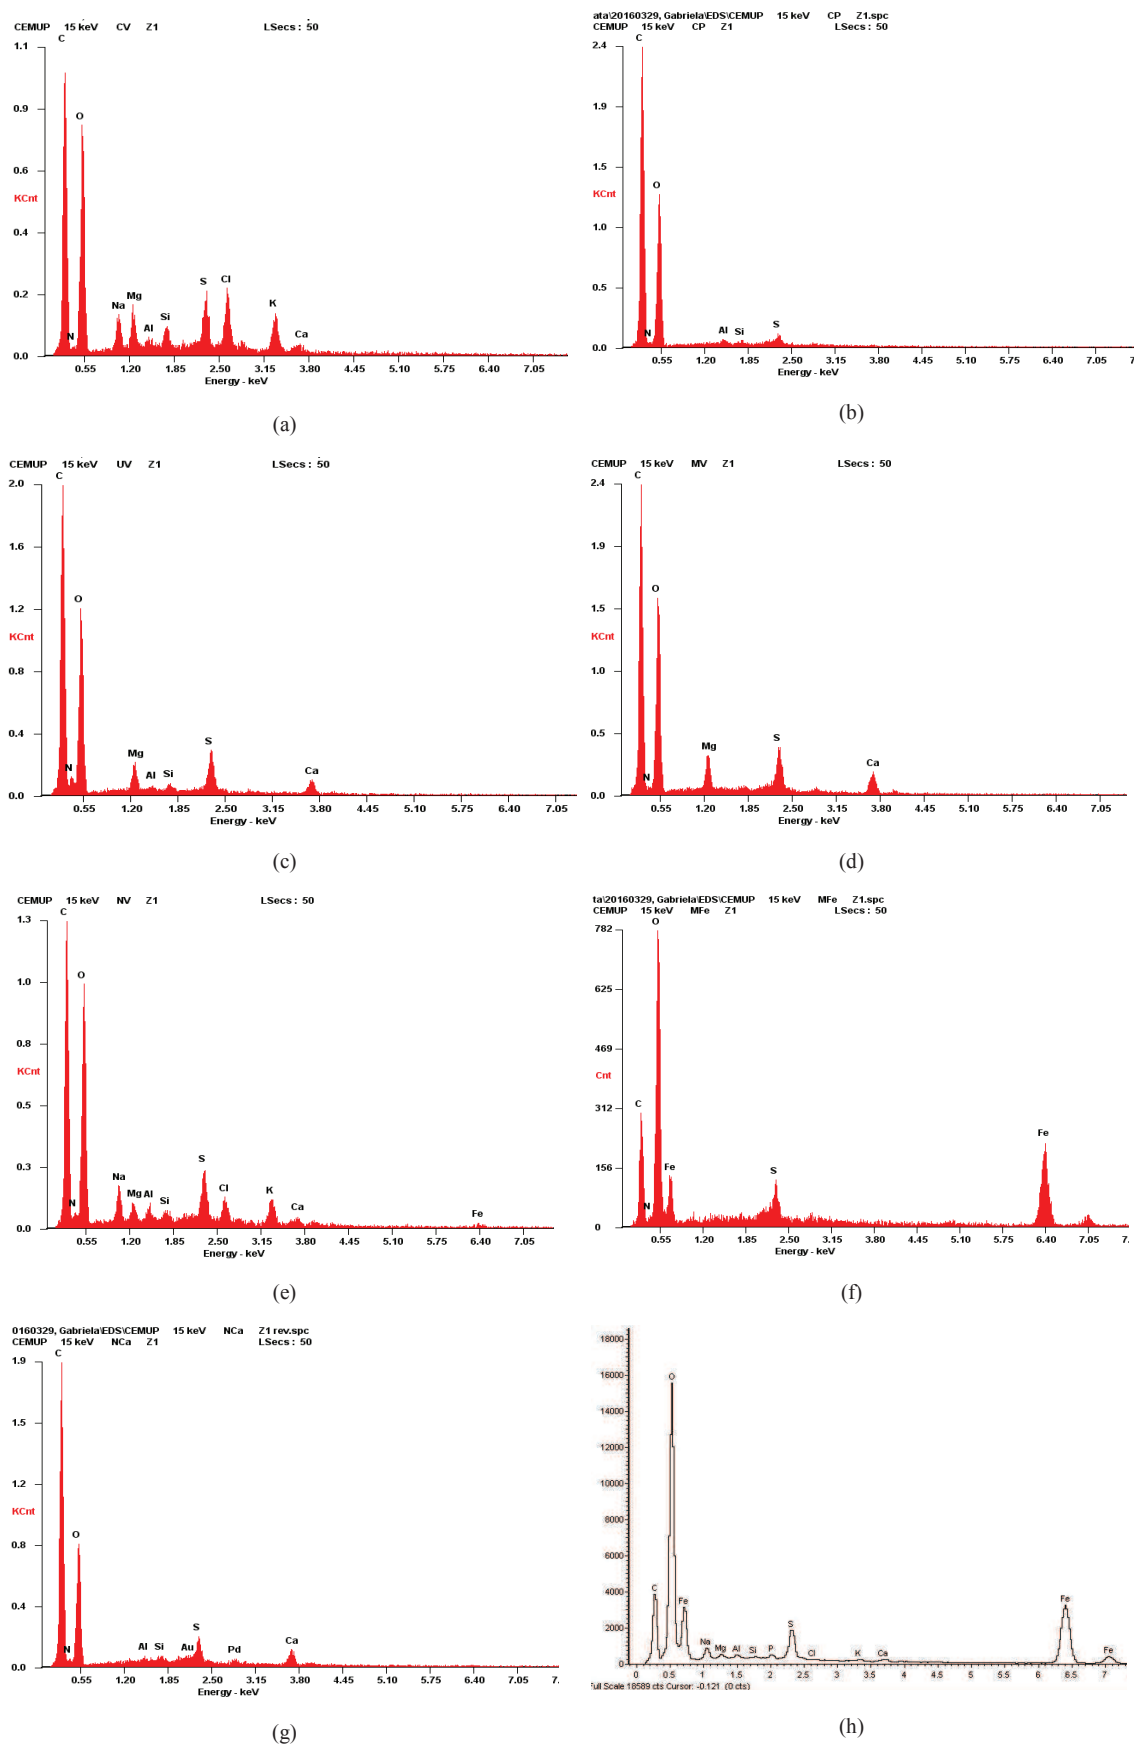 CEMUP 15 keV CV Z1 LSecs : 50
C
1.1
0.9
O
0.6
KCnt
0.4
0.2
N Na Mg Al Si S Cl K Ca
0.0
0.55 1.20 1.85 2.50 3.15 3.80 4.45 5.10 5.75 6.40 7.05
Energy - keV
(a)
ata\20160329, Gabriela\EDS\CEMUP 15 keV CP Z1.spc
CEMUP 15 keV CP Z1 LSecs : 50
C
2.4
1.9
1.5
O
KCnt
1.0
0.5
N Al Si S
0.0
0.55 1.20 1.85 2.50 3.15 3.80 4.45 5.10 5.75 6.40 7.05 7.
Energy - keV
(b)
CEMUP 15 keV UV Z1 LSecs : 50
C
2.0
1.6
O
1.2
KCnt
0.8
0.4
N Mg Al Si S Ca
0.0
0.55 1.20 1.85 2.50 3.15 3.80 4.45 5.10 5.75 6.40 7.05
Energy - keV
(c)
CEMUP 15 keV MV Z1 LSecs : 50
C
2.4
1.9
O
1.5
KCnt
1.0
0.5
N Mg S Ca
0.0
0.55 1.20 1.85 2.50 3.15 3.80 4.45 5.10 5.75 6.40 7.05
Energy - keV
(d)
CEMUP 15 keV NV Z1 LSecs : 50
C
1.3
O
1.0
0.8
KCnt
0.5
0.3
N Na Mg Al Si S Cl K Ca Fe
0.0
0.55 1.20 1.85 2.50 3.15 3.80 4.45 5.10 5.75 6.40 7.05
Energy - keV
(e)
ta\20160329, Gabriela\EDS\CEMUP 15 keV MFe Z1.spc
CEMUP 15 keV MFe Z1 LSecs : 50
O
782
625
469
Cnt
312
C
156
N Fe S Fe
0
0.55 1.20 1.85 2.50 3.15 3.80 4.45 5.10 5.75 6.40 7.05 7.
Energy - keV
(f)
0160329, Gabriela\EDS\CEMUP 15 keV NCa Z1 rev.spc
CEMUP 15 keV NCa Z1 LSecs : 50
C
1.9
1.5
1.2
KCnt
0.8
O
0.4
N Al Si Au S Pd Ca
0.0
0.55 1.20 1.85 2.50 3.15 3.80 4.45 5.10 5.75 6.40 7.05 7.
Energy - keV
(g)
18000
16000
O
14000
12000
10000
8000
6000
4000
C Fe Fe
2000
Na Mg Al Si P S Cl K Ca Fe
0
0 0.5 1 1.5 2 2.5 3 3.5 4 4.5 5 5.5 6 6.5 7
ull Scale 18589 cts Cursor: -0.121 (0 cts)
(h)